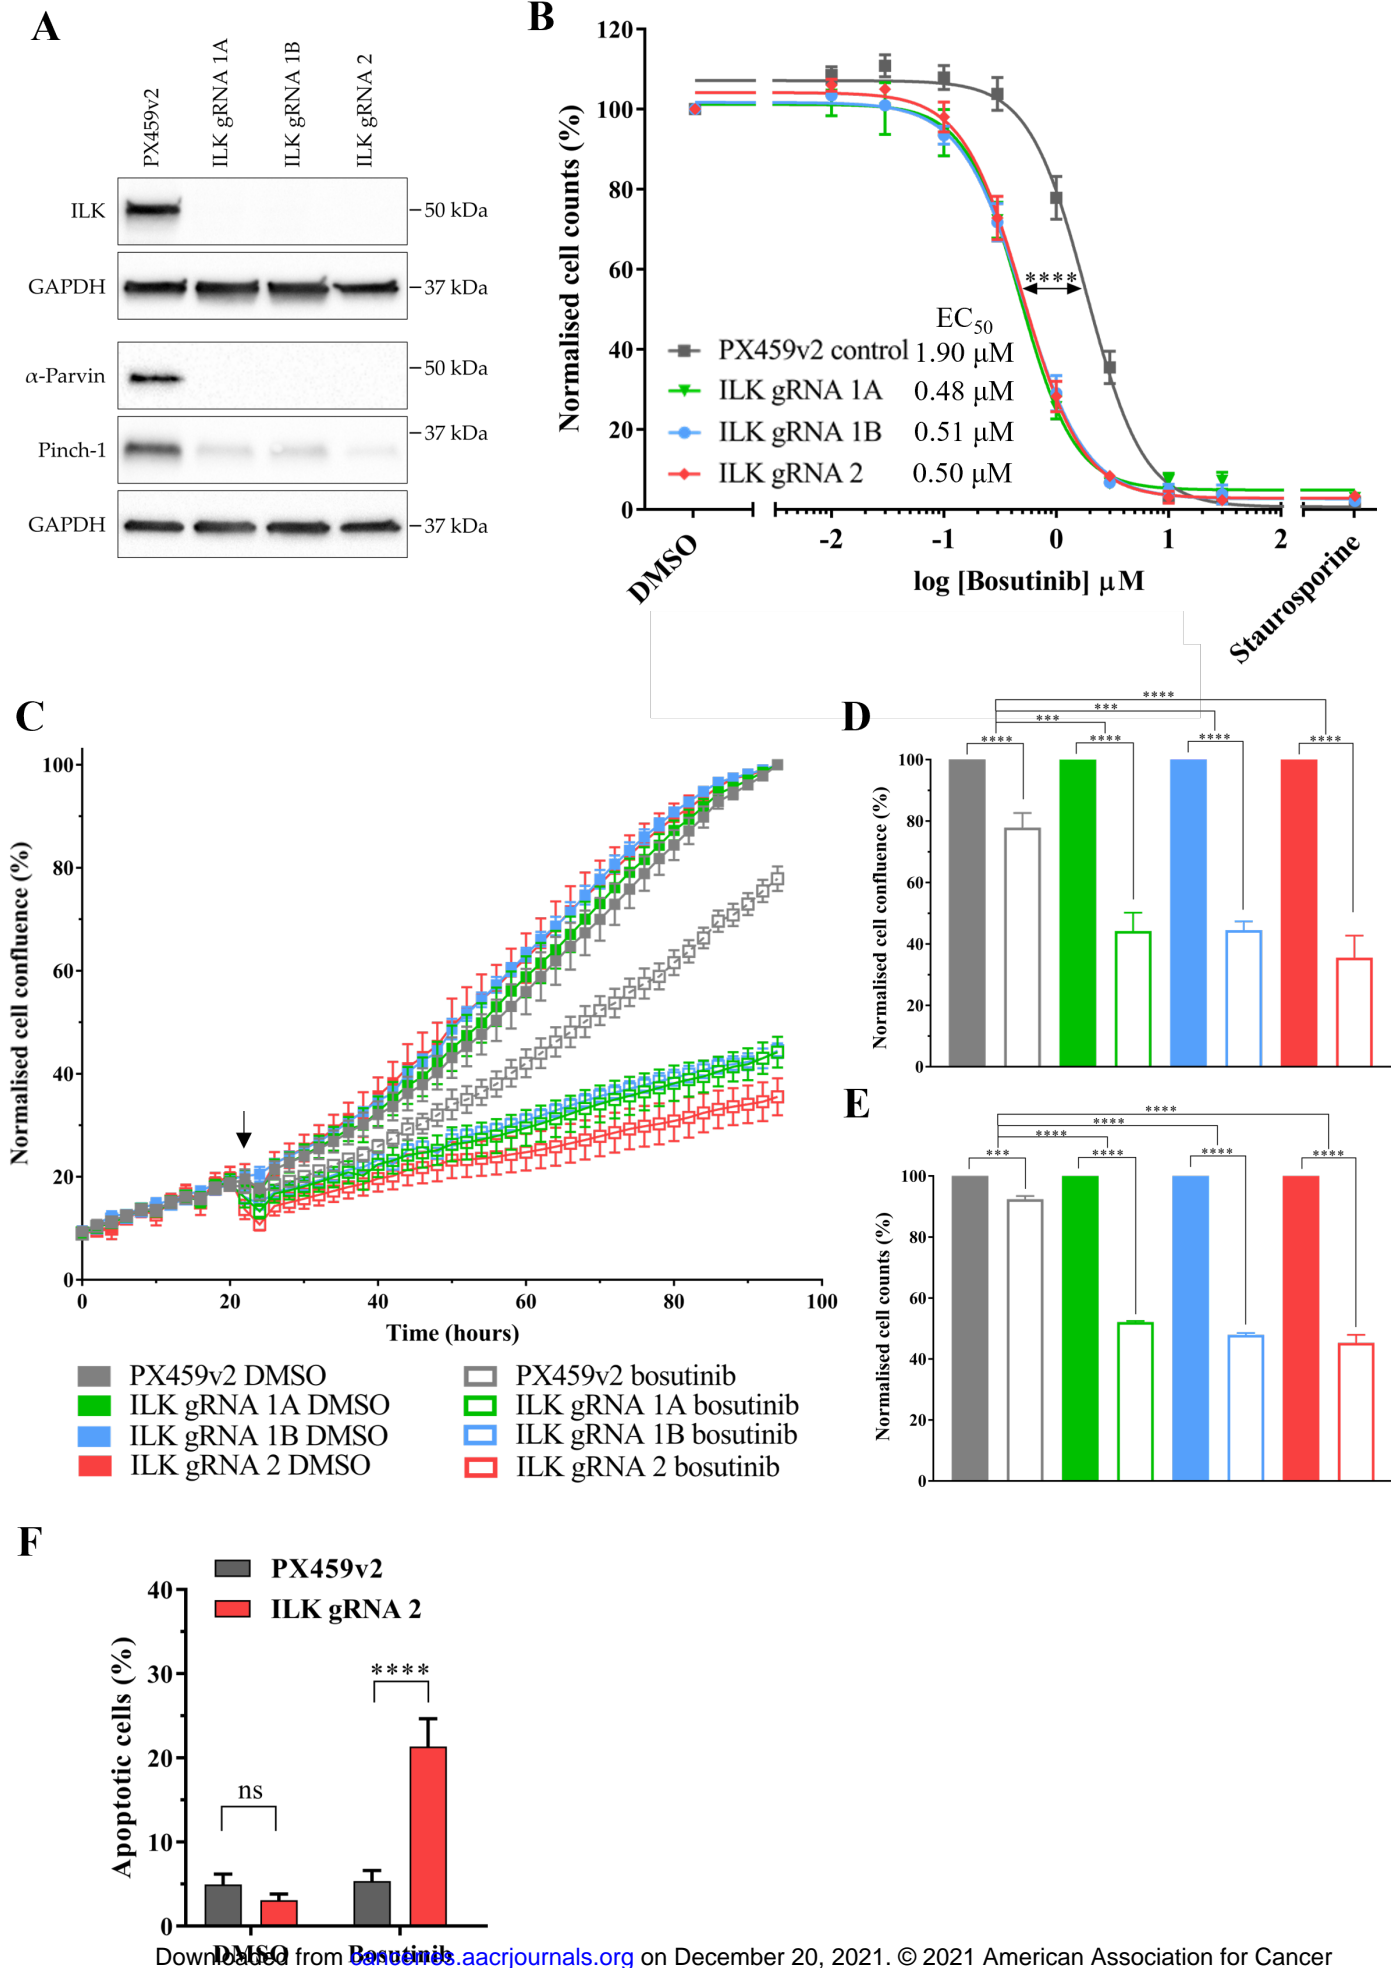 A
PX459v2
ILK gRNA 1A
ILK gRNA 1B
ILK gRNA 2
ILK
50 kDa
GAPDH
37 kDa
α-Parvin
50 kDa
Pinch-1
37 kDa
GAPDH
37 kDa
B
Normalised cell counts (%)
120
100
80
60
40
20
0
****
EC50
PX459v2 control 1.90 μM
ILK gRNA 1A 0.48 μM
ILK gRNA 1B 0.51 μM
ILK gRNA 2 0.50 μM
DMSO
-2
-1
0
1
2
Staurosporine
log [Bosutinib] μM
C
Normalised cell confluence (%)
100
80
60
40
20
0
0
20
40
60
80
100
Time (hours)
PX459v2 DMSO
ILK gRNA 1A DMSO
ILK gRNA 1B DMSO
ILK gRNA 2 DMSO
PX459v2 bosutinib
ILK gRNA 1A bosutinib
ILK gRNA 1B bosutinib
ILK gRNA 2 bosutinib
D
****
***
***
****
****
****
****
Normalised cell confluence (%)
100
80
60
40
20
0
E
****
****
****
***
****
****
****
Normalised cell counts (%)
100
80
60
40
20
0
F
PX459v2
ILK gRNA 2
Apoptotic cells (%)
40
30
20
10
0
ns
****
DMSO
Bosutinib
Downloaded from cancerres.aacrjournals.org on December 20, 2021. © 2021 American Association for Cancer